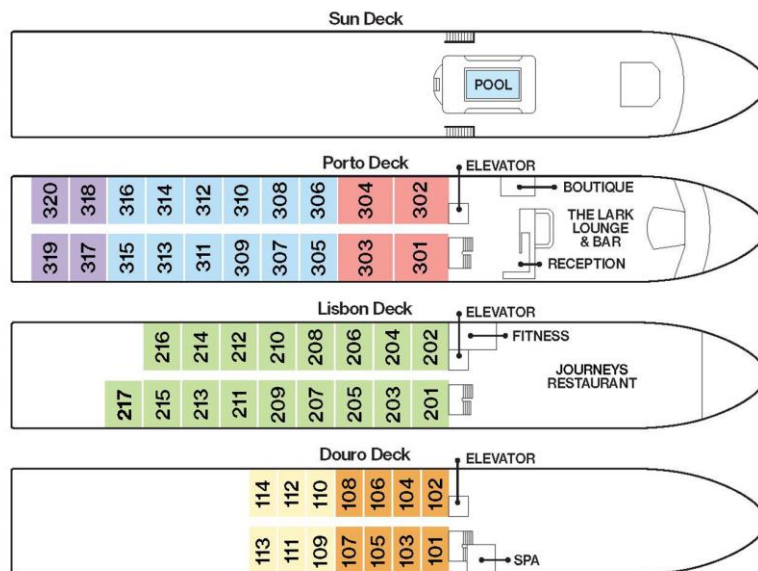 Sun Deck
POOL
Porto Deck
ELEVATOR
320 318 316 314 312 310 308 306 304 302
BOUTIQUE
THE LARK
LOUNGE
& BAR
319 317 315 313 311 309 307 305 303 301
RECEPTION
Lisbon Deck
ELEVATOR
216 214 212 210 208 206 204 202
FITNESS
JOURNEYS
RESTAURANT
217 215 213 211 209 207 205 203 201
Douro Deck
ELEVATOR
114 112 110 108 106 104 102
113 111 109 107 105 103 101
SPA